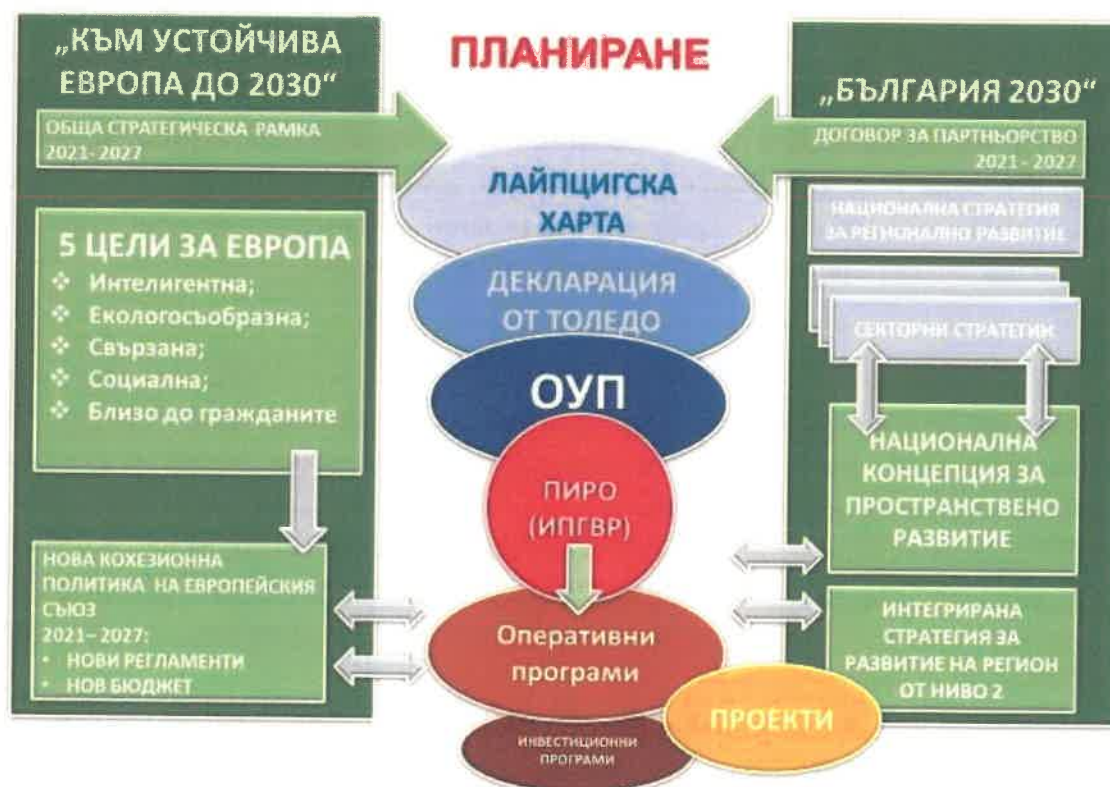 „КЪМ УСТОЙЧИВА
ЕВРОПА ДО 2030“
ОБЩА СТРАТЕГИЧЕСКА РАМКА
2021- 2027
5 ЦЕЛИ ЗА ЕВРОПА
❖ Интелигентна;
❖ Екологосъобразна;
❖ Свързана;
❖ Социална;
❖ Близо до гражданите
НОВА КОХЕЗИОННА
ПОЛИТИКА НА ЕВРОПЕЙСКИЯ
СЪЮЗ
2021– 2027:
• НОВИ РЕГЛАМЕНТИ
• НОВ БЮДЖЕТ
ПЛАНИРАНЕ
ЛАЙПЦИГСКА
ХАРТА
ДЕКЛАРАЦИЯ
ОТ ТОЛЕДО
ОУП
ПИРО
(ИПГВР)
Оперативни
програми
ИНВЕСТИЦИОННИ
ПРОГРАМИ
ПРОЕКТИ
„БЪЛГАРИЯ 2030“
ДОГОВОР ЗА ПАРТНЬОРСТВО
2021 - 2027
НАЦИОНАЛНА СТРАТЕГИЯ
ЗА РЕГИОНАЛНО РАЗВИТИЕ
СЕКТОРНИ СТРАТЕГИИ
НАЦИОНАЛНА
КОНЦЕПЦИЯ ЗА
ПРОСТРАНСТВЕНО
РАЗВИТИЕ
ИНТЕГРИРАНА
СТРАТЕГИЯ ЗА
РАЗВИТИЕ НА РЕГИОН
ОТ НИВО 2